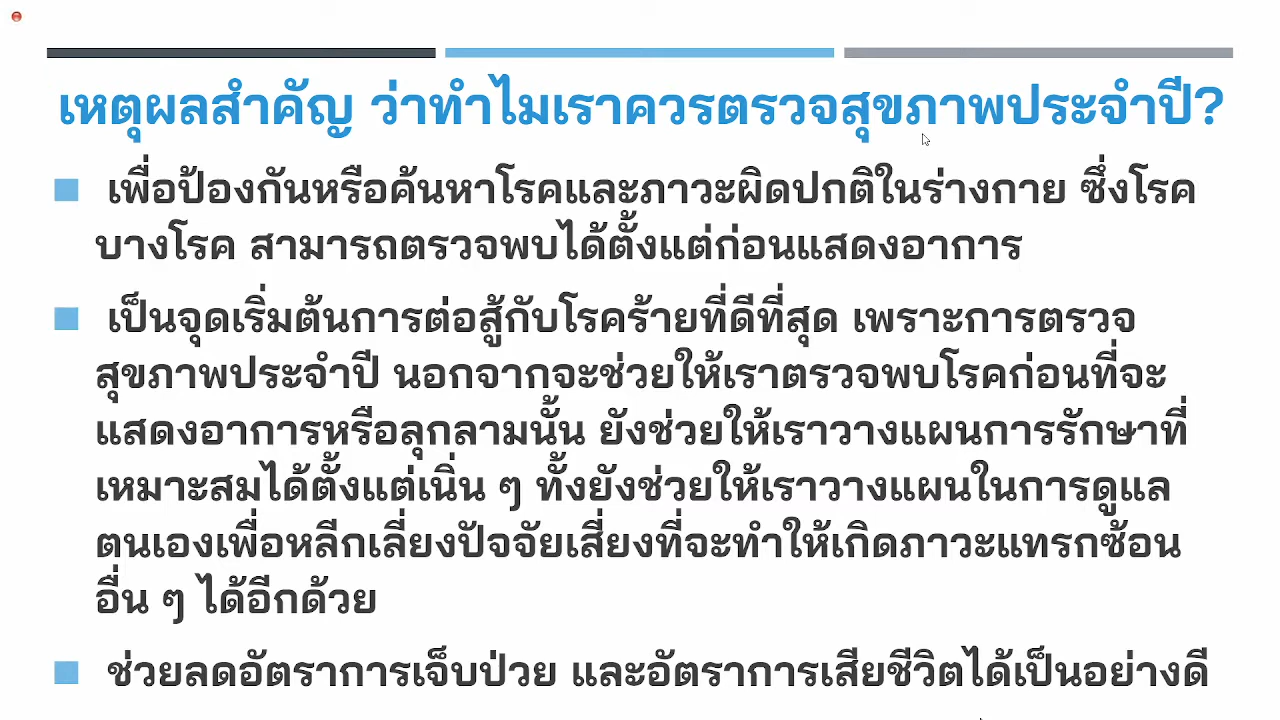 เหตุผลสำคัญ ว่าทำไมเราควรตรวจสุขภาพประจำปี?
เพื่อป้องกันหรือค้นหาโรคและภาวะผิดปกติในร่างกาย ซึ่งโรค
บางโรค สามารถตรวจพบได้ตั้งแต่ก่อนแสดงอาการ
เป็นจุดเริ่มต้นการต่อสู้กับโรคร้ายที่ดีที่สุด เพราะการตรวจ
สุขภาพประจำปี นอกจากจะช่วยให้เราตรวจพบโรคก่อนที่จะ
แสดงอาการหรือลุกลามนั้น ยังช่วยให้เราวางแผนการรักษาที่
เหมาะสมได้ตั้งแต่เนิ่น ๆ ทั้งยังช่วยให้เราวางแผนในการดูแล
ตนเองเพื่อหลีกเลี่ยงปัจจัยเสี่ยงที่จะทำให้เกิดภาวะแทรกซ้อน
อื่น ๆ ได้อีกด้วย
ช่วยลดอัตราการเจ็บป่วย และอัตราการเสียชีวิตได้เป็นอย่างดี